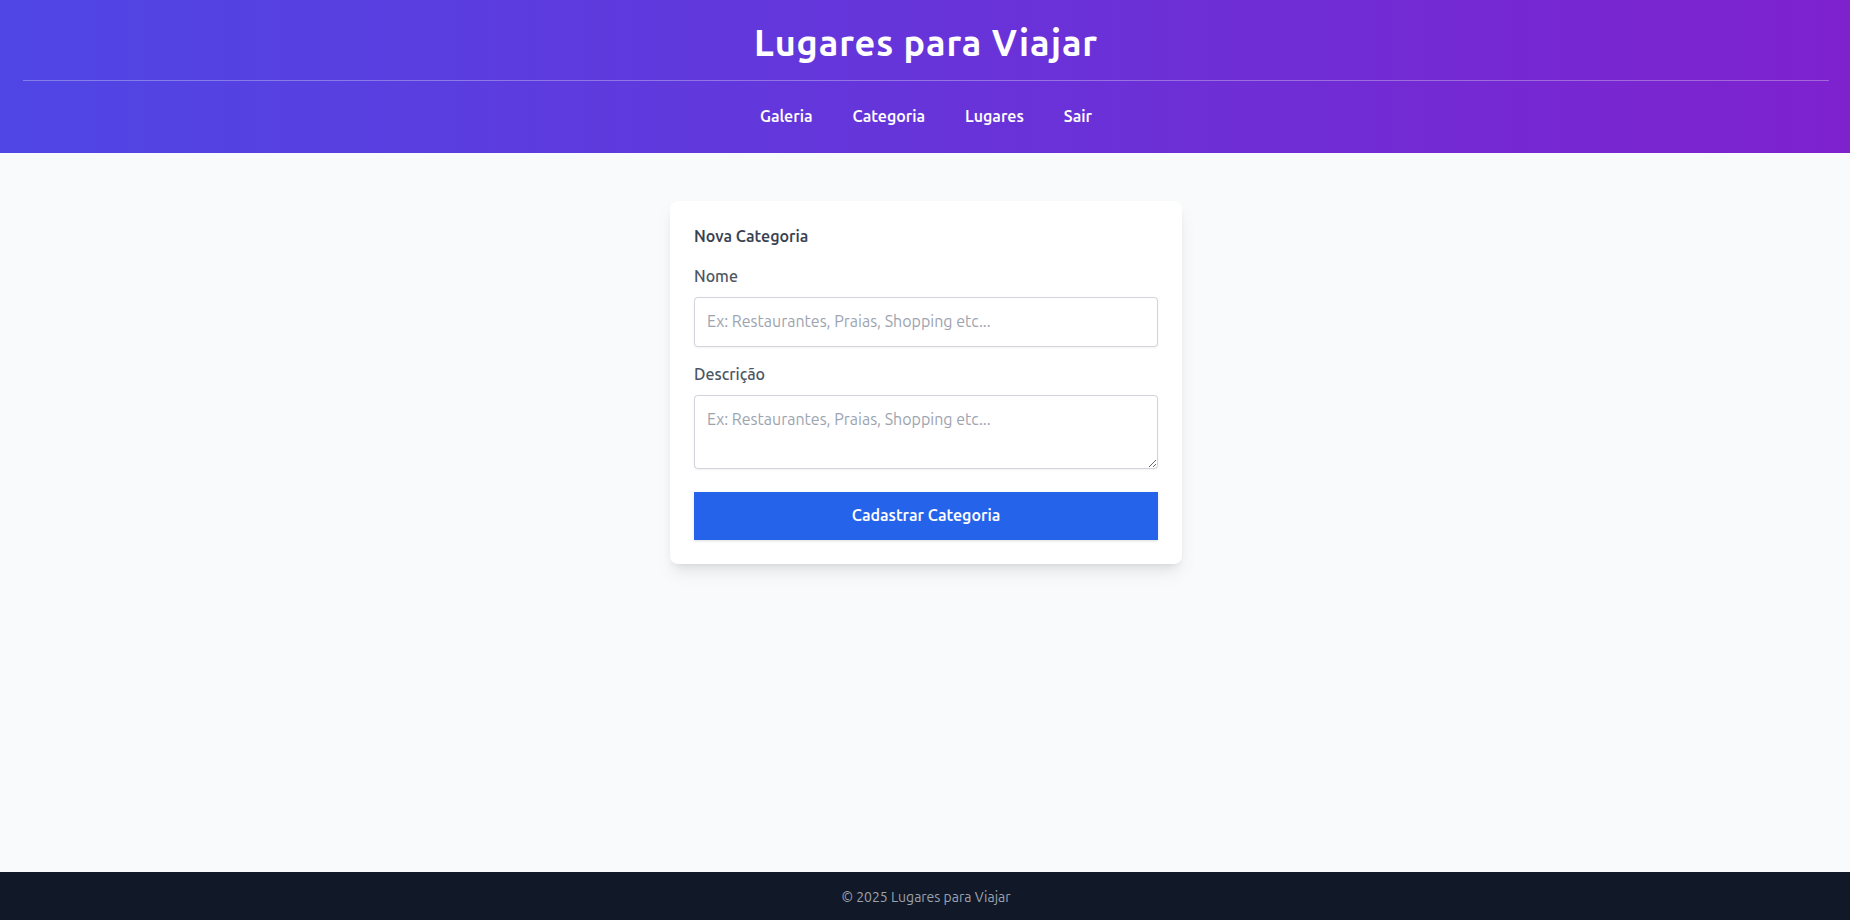 Lugares para Viajar
Galeria Categoria Lugares Sair
Nova Categoria
Nome
Ex: Restaurantes, Praias, Shopping etc...
Descrição
Ex: Restaurantes, Praias, Shopping etc...
Cadastrar Categoria
© 2025 Lugares para Viajar